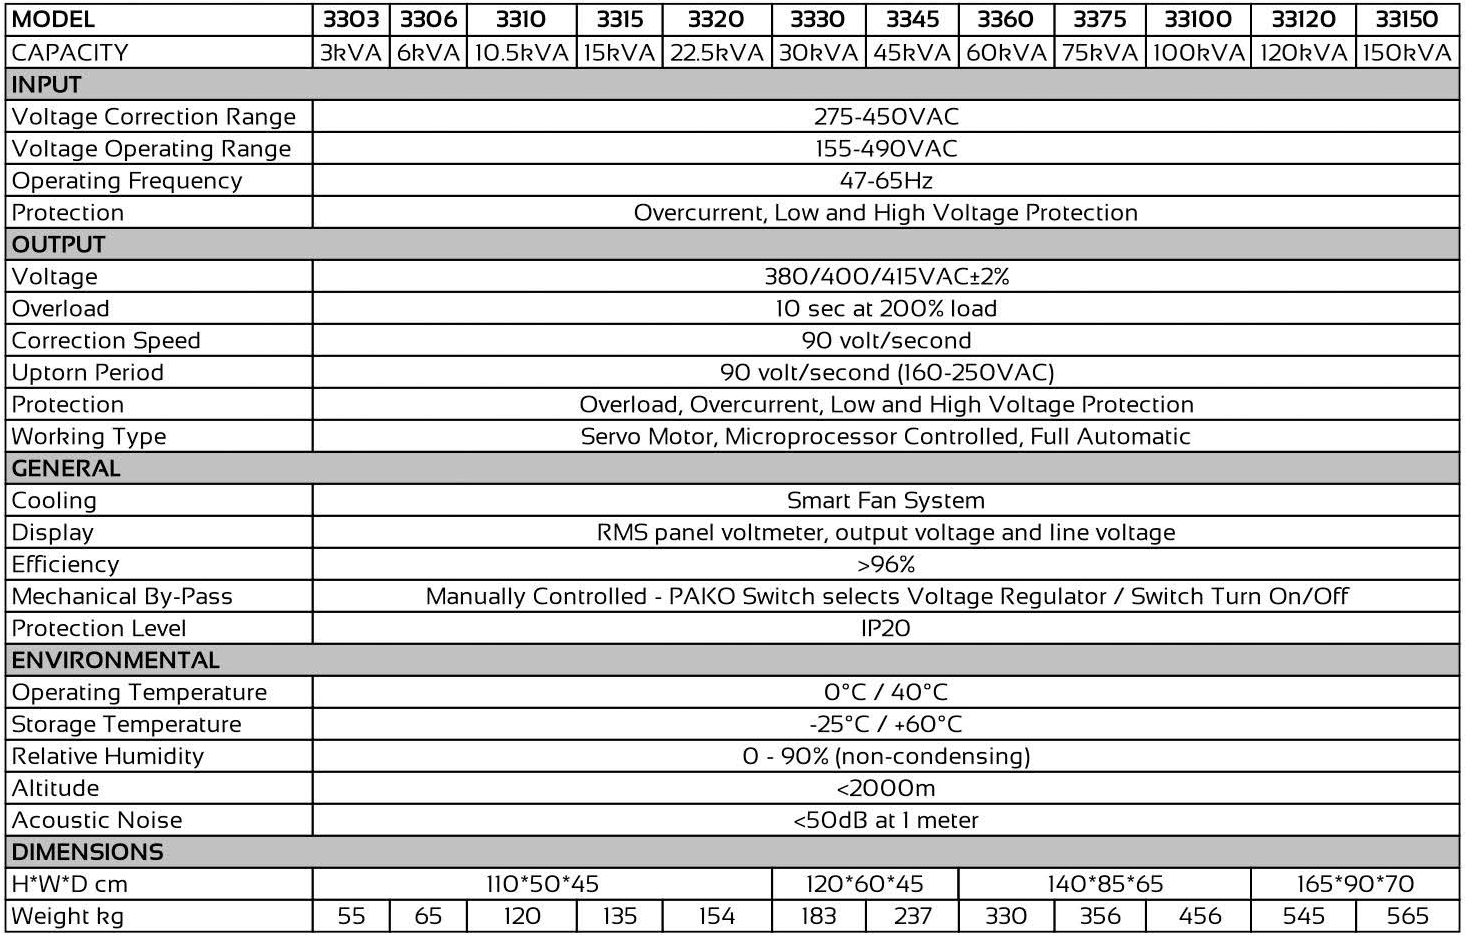 MODEL 3303 3306 3310 3315 3320 3330 3345 3360 3375 33100 33120 33150
CAPACITY 3kVA 6kVA 10.5kVA 15kVA 22.5kVA 30kVA 45kVA 60kVA 75kVA 100kVA 120kVA 150kVA
INPUT
Voltage Correction Range 275-450VAC
Voltage Operating Range 155-490VAC
Operating Frequency 47-65Hz
Protection Overcurrent, Low and High Voltage Protection
OUTPUT
Voltage 380/400/415VAC±2%
Overload 10 sec at 200% load
Correction Speed 90 volt/second
Uptorn Period 90 volt/second (160-250VAC)
Protection Overload, Overcurrent, Low and High Voltage Protection
Working Type Servo Motor, Microprocessor Controlled, Full Automatic
GENERAL
Cooling Smart Fan System
Display RMS panel voltmeter, output voltage and line voltage
Efficiency >96%
Mechanical By-Pass Manually Controlled - PAKO Switch selects Voltage Regulator / Switch Turn On/Off
Protection Level IP20
ENVIRONMENTAL
Operating Temperature 0°C / 40°C
Storage Temperature -25°C / +60°C
Relative Humidity 0 - 90% (non-condensing)
Altitude <2000m
Acoustic Noise <50dB at 1 meter
DIMENSIONS
H*W*D cm 110*50*45 120*60*45 140*85*65 165*90*70
Weight kg 55 65 120 135 154 183 237 330 356 456 545 565